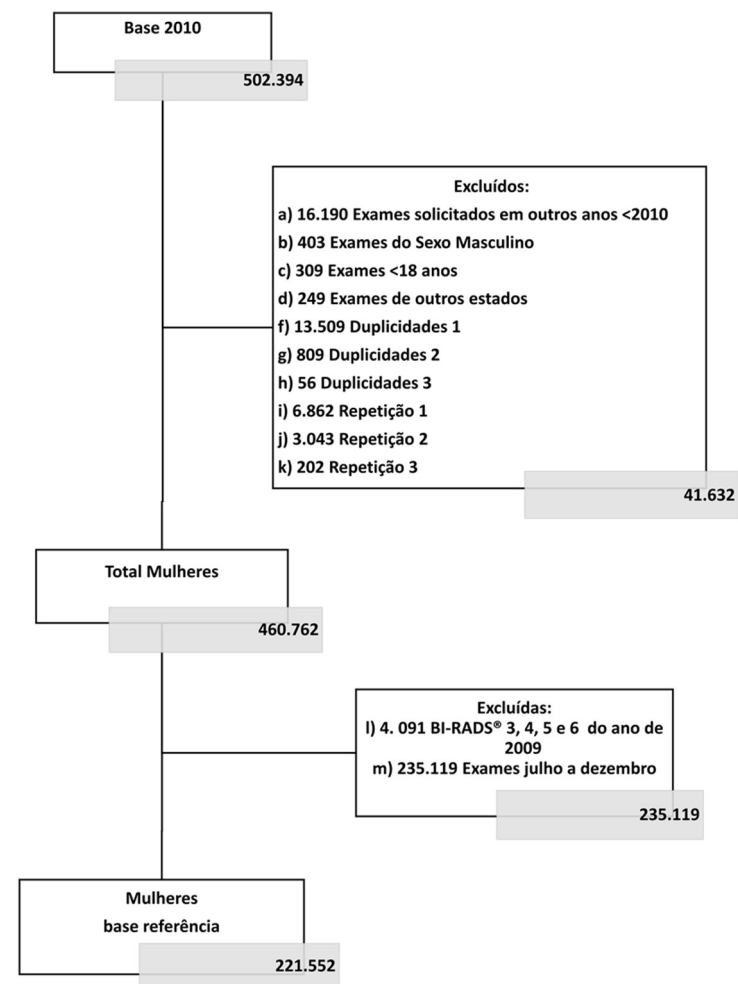 Base 2010
502.394
Excluídos:
a) 16.190 Exames solicitados em outros anos <2010
b) 403 Exames do Sexo Masculino
c) 309 Exames <18 anos
d) 249 Exames de outros estados
f) 13.509 Duplicidades 1
g) 809 Duplicidades 2
h) 56 Duplicidades 3
i) 6.862 Repetição 1
j) 3.043 Repetição 2
k) 202 Repetição 3
41.632
Total Mulheres
460.762
Excluídas:
l) 4. 091 BI-RADS® 3, 4, 5 e 6 do ano de
2009
m) 235.119 Exames julho a dezembro
235.119
Mulheres
base referência
221.552